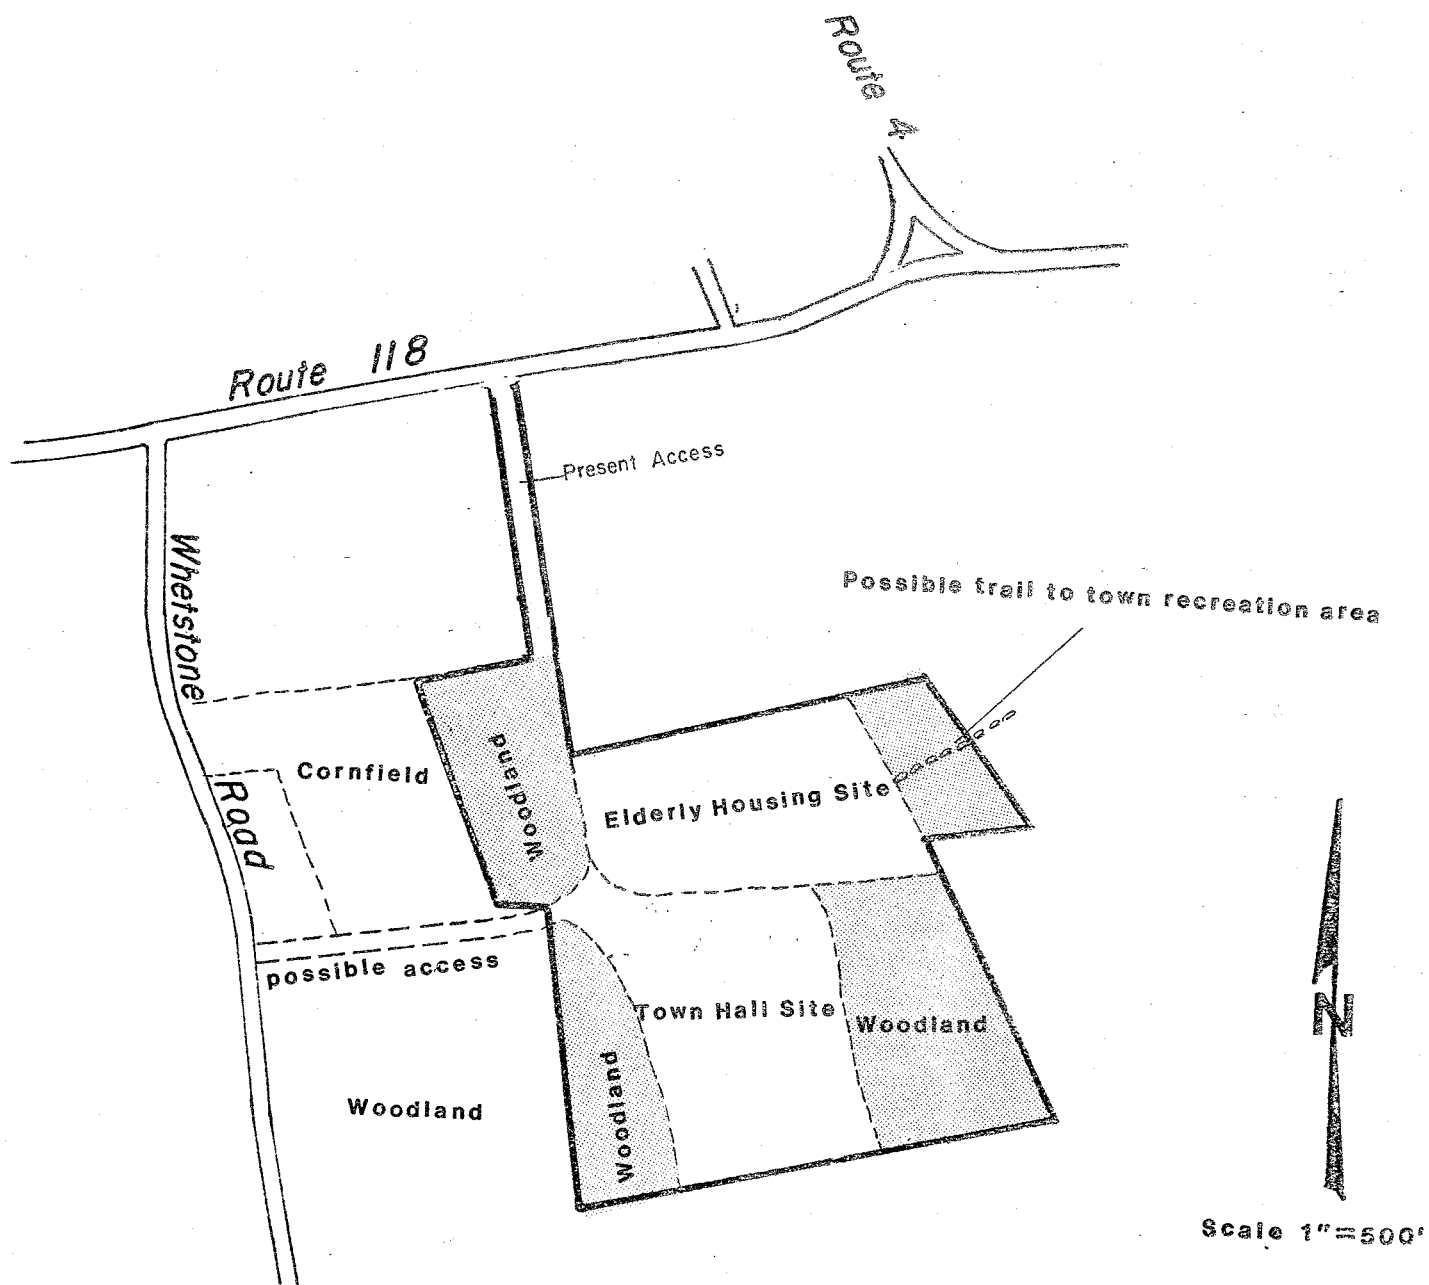 Route 4
Route 118
Present Access
Whetstone Road
Possible trail to town recreation area
Cornfield
Woodland
Elderly Housing Site
possible access
Town Hall Site
Woodland
Woodland
Woodland
N
Scale 1"=500'